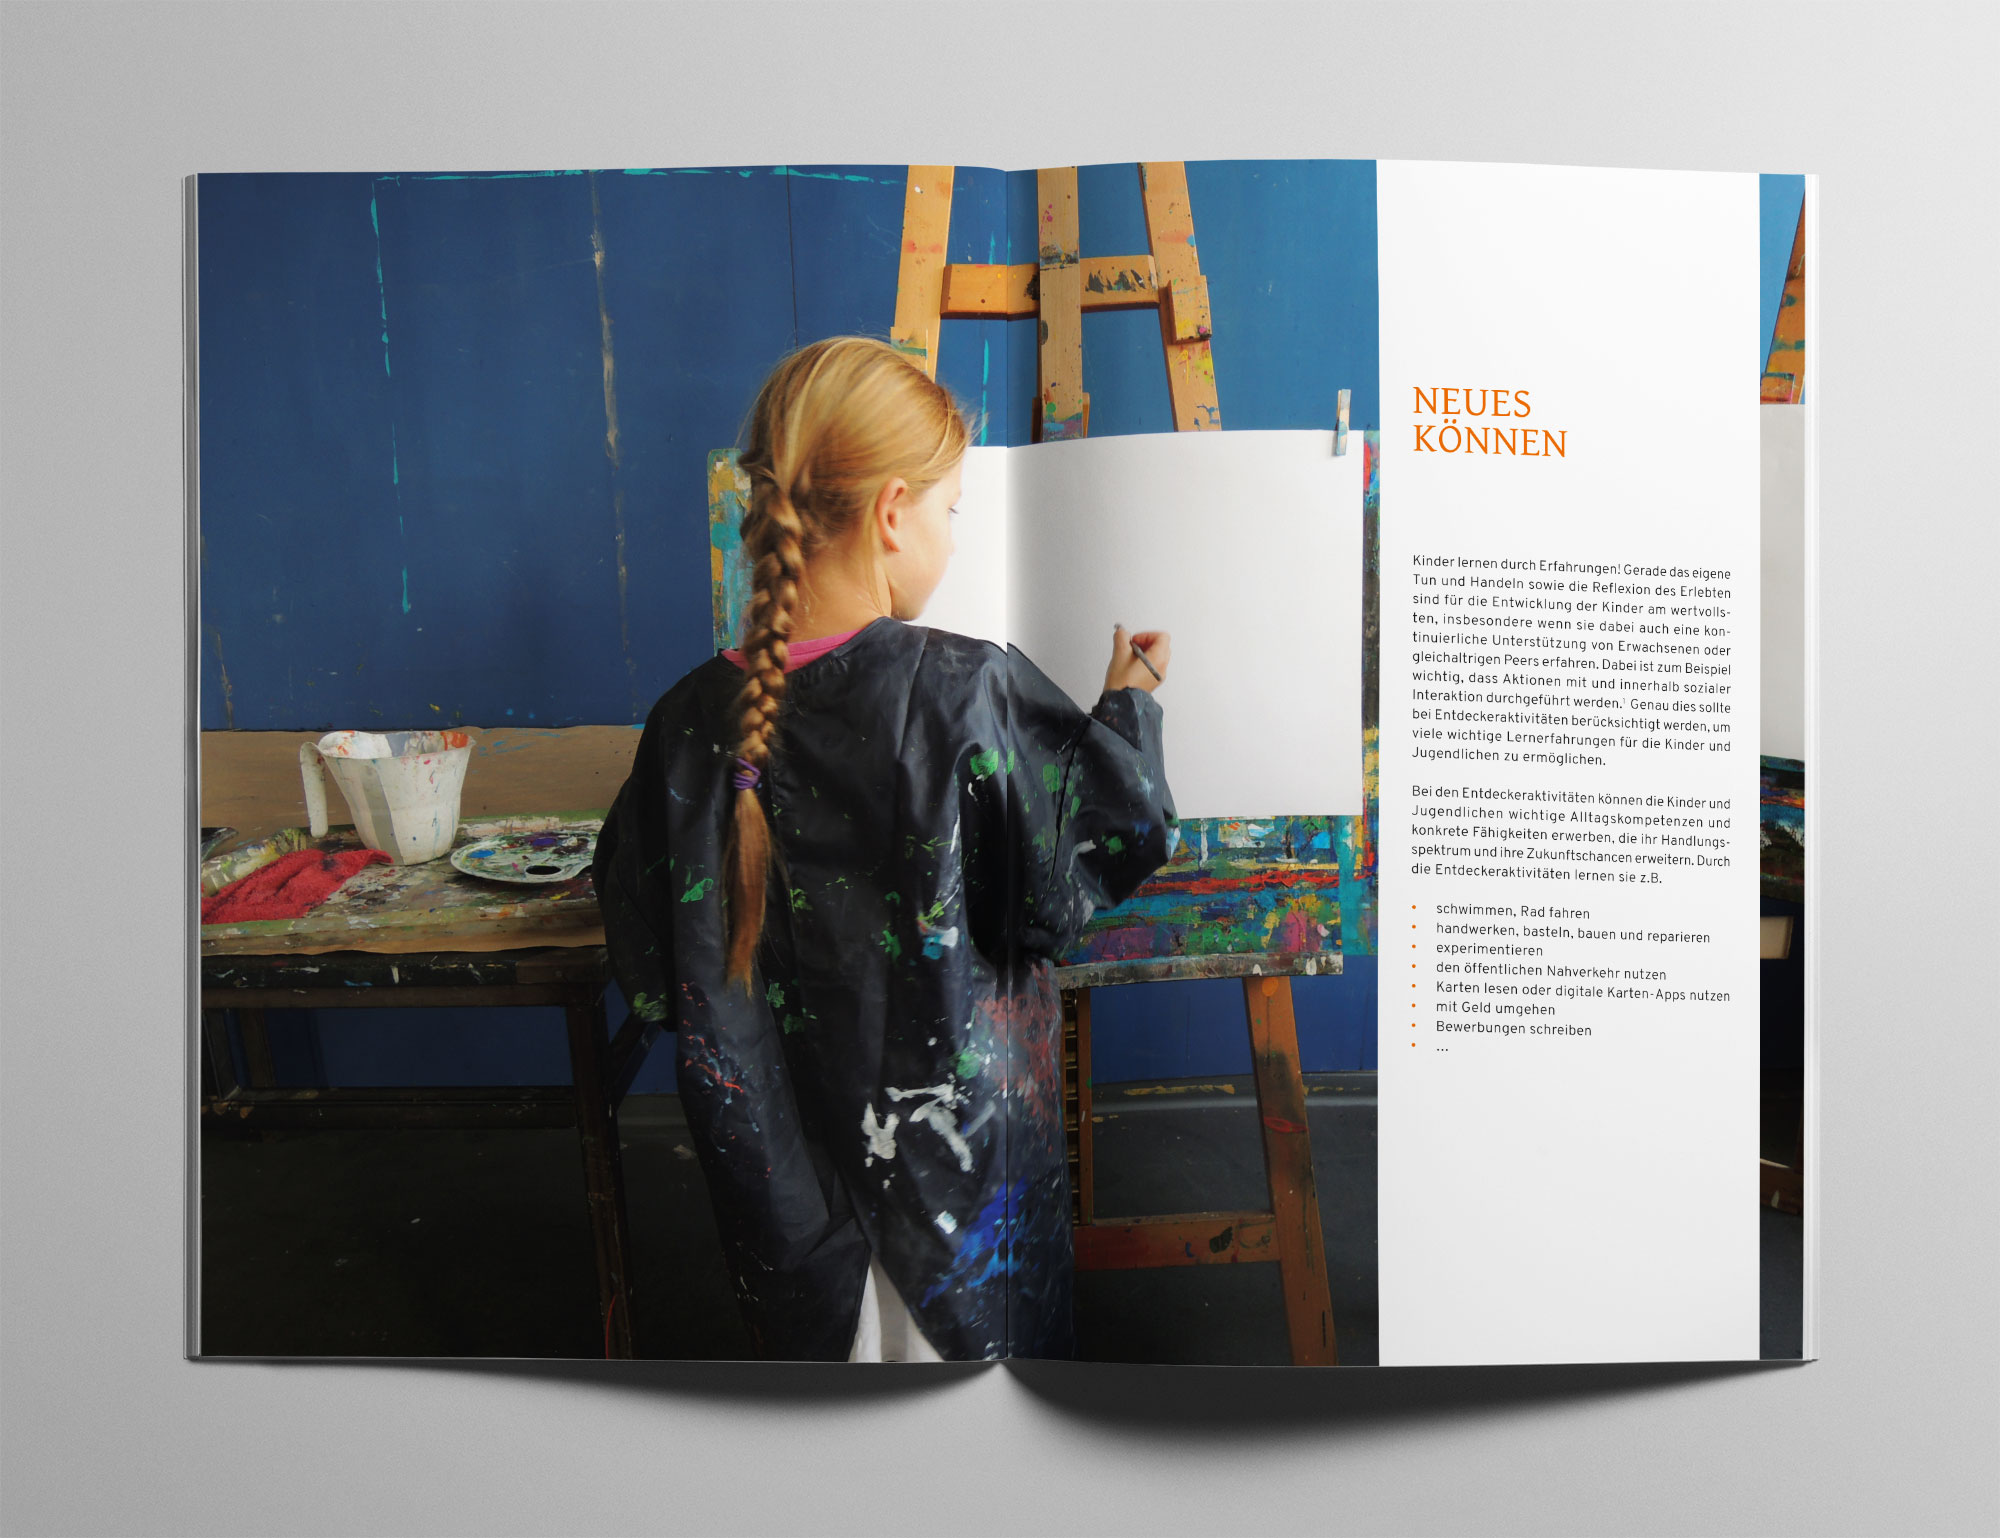 NEUES
KÖNNEN
Kinder lernen durch Erfahrungen! Gerade das eigene
Tun und Handeln sowie die Reflexion des Erlebten
sind für die Entwicklung der Kinder am wertvolls-
ten, insbesondere wenn sie dabei auch eine kon-
tinuierliche Unterstützung von Erwachsenen oder
gleichaltrigen Peers erfahren. Dabei ist zum Beispiel
wichtig, dass Aktionen mit und innerhalb sozialer
Interaktion durchgeführt werden.¹ Genau dies sollte
bei Entdeckeraktivitäten berücksichtigt werden, um
viele wichtige Lernerfahrungen für die Kinder und
Jugendlichen zu ermöglichen.
Bei den Entdeckeraktivitäten können die Kinder und
Jugendlichen wichtige Alltagskompetenzen und
konkrete Fähigkeiten erwerben, die ihr Handlungs-
spektrum und ihre Zukunftschancen erweitern. Durch
die Entdeckeraktivitäten lernen sie z.B.
• schwimmen, Rad fahren
• handwerken, basteln, bauen und reparieren
• experimentieren
• den öffentlichen Nahverkehr nutzen
• Karten lesen oder digitale Karten-Apps nutzen
• mit Geld umgehen
• Bewerbungen schreiben
• ...